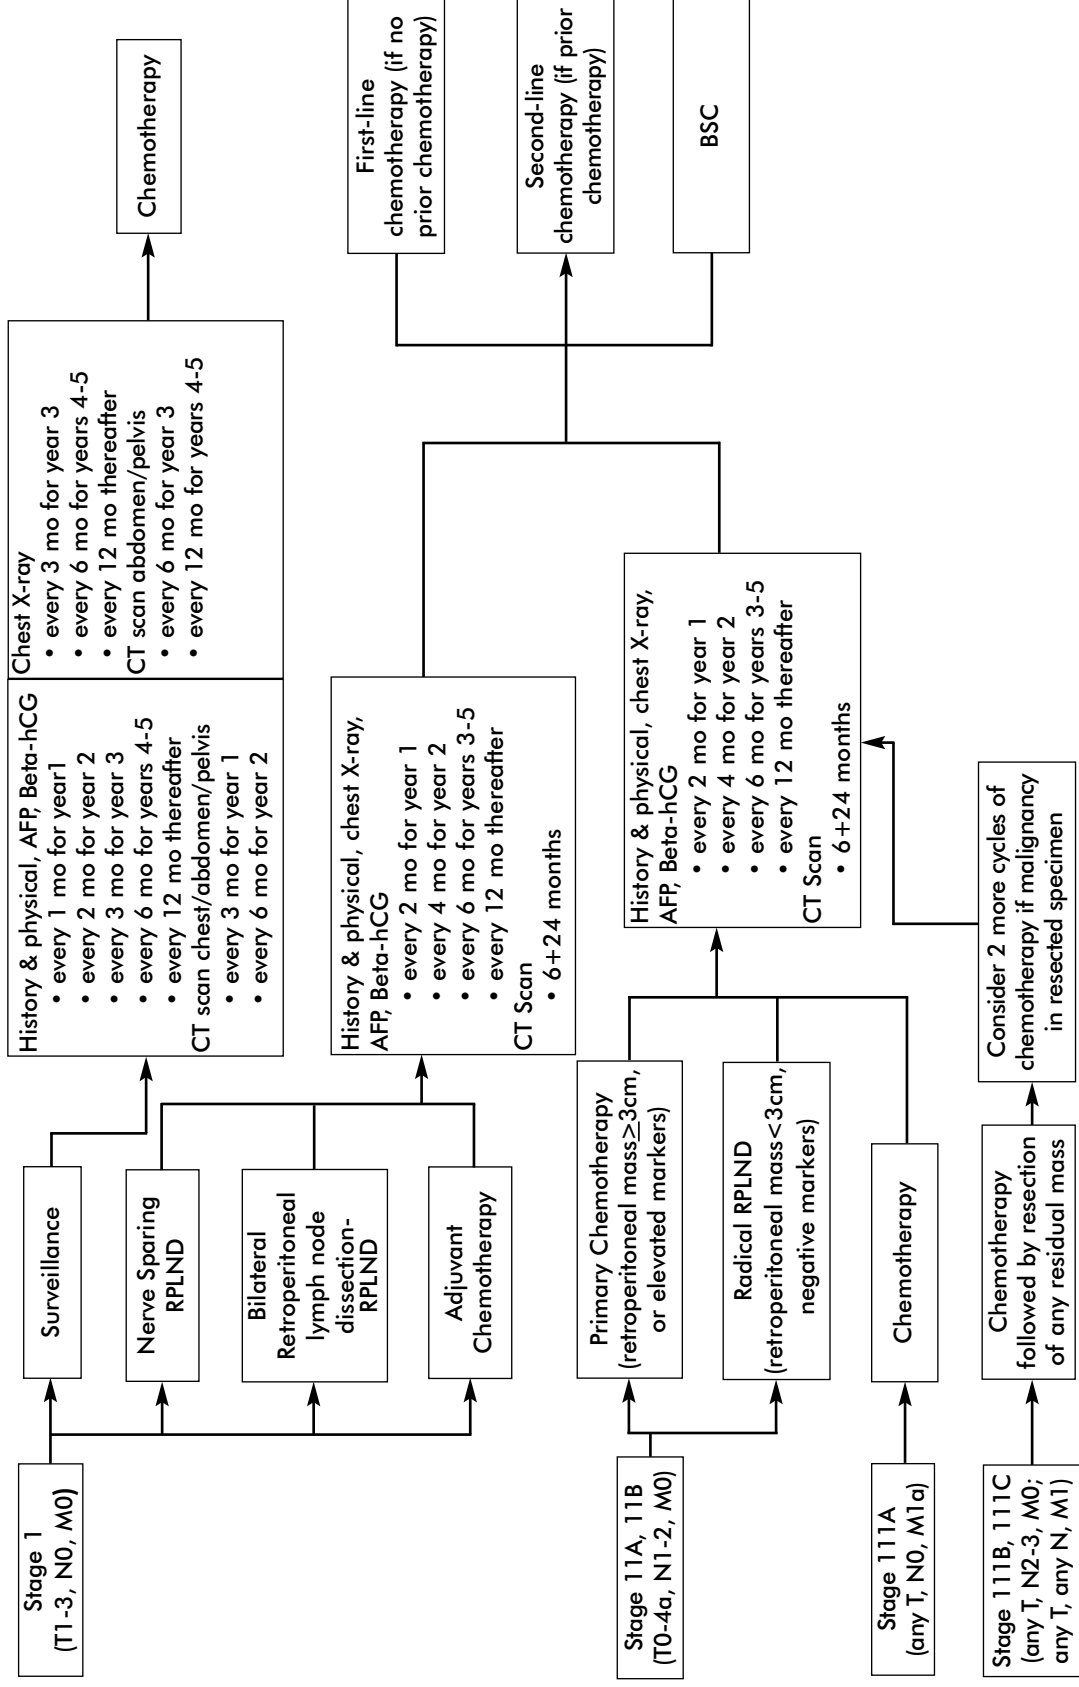 Stage 1
(T1-3, N0, M0)
Surveillance
Nerve Sparing
RPLND
Bilateral
Retroperitoneal
lymph node
dissection-
RPLND
Adjuvant
Chemotherapy
History & physical, AFP, Beta-hCG
• every 1 mo for year1
• every 2 mo for year 2
• every 3 mo for year 3
• every 6 mo for years 4-5
• every 12 mo thereafter
CT scan chest/abdomen/pelvis
• every 3 mo for year 1
• every 6 mo for year 2
Chest X-ray
• every 3 mo for year 3
• every 6 mo for years 4-5
• every 12 mo thereafter
CT scan abdomen/pelvis
• every 6 mo for year 3
• every 12 mo for years 4-5
Chemotherapy
History & physical, chest X-ray,
AFP, Beta-hCG
• every 2 mo for year 1
• every 4 mo for year 2
• every 6 mo for years 3-5
• every 12 mo thereafter
CT Scan
• 6+24 months
Stage 11A, 11B
(T0-4a, N1-2, M0)
Primary Chemotherapy
(retroperitoneal mass≥3cm,
or elevated markers)
Radical RPLND
(retroperitoneal mass<3cm,
negative markers)
Stage 111A
(any T, N0, M1a)
Chemotherapy
Stage 111B, 111C
(any T, N2-3, M0;
any T, any N, M1)
Chemotherapy
followed by resection
of any residual mass
Consider 2 more cycles of
chemotherapy if malignancy
in resected specimen
History & physical, chest X-ray,
AFP, Beta-hCG
• every 2 mo for year 1
• every 4 mo for year 2
• every 6 mo for years 3-5
• every 12 mo thereafter
CT Scan
• 6+24 months
First-line
chemotherapy (if no
prior chemotherapy)
Second-line
chemotherapy (if prior
chemotherapy)
BSC